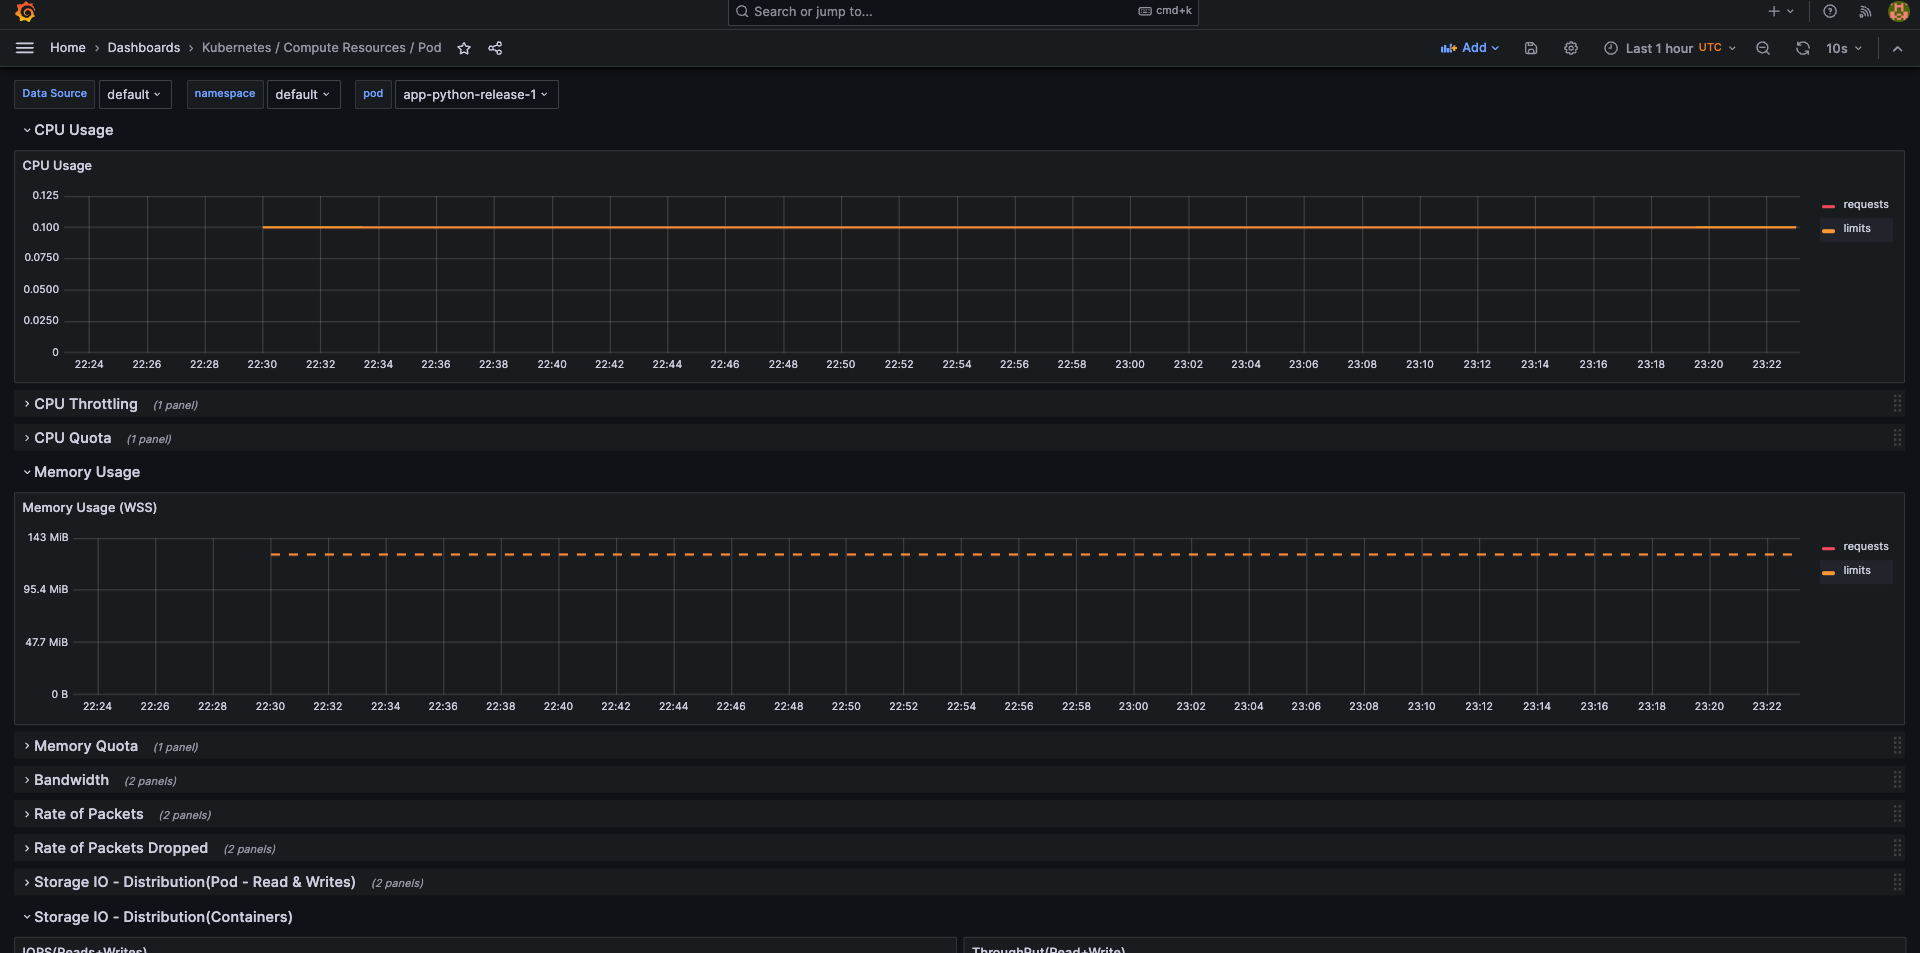 Search or jump to... cmd+k
Home › Dashboards › Kubernetes / Compute Resources / Pod Add Last 1 hour UTC 10s
Data Source default namespace default pod app-python-release-1
CPU Usage
CPU Usage
0.125
0.100
0.0750
0.0500
0.0250
0
22:24 22:26 22:28 22:30 22:32 22:34 22:36 22:38 22:40 22:42 22:44 22:46 22:48 22:50 22:52 22:54 22:56 22:58 23:00 23:02 23:04 23:06 23:08 23:10 23:12 23:14 23:16 23:18 23:20 23:22
requests
limits
CPU Throttling (1 panel)
CPU Quota (1 panel)
Memory Usage
Memory Usage (WSS)
143 MiB
95.4 MiB
47.7 MiB
0 B
22:24 22:26 22:28 22:30 22:32 22:34 22:36 22:38 22:40 22:42 22:44 22:46 22:48 22:50 22:52 22:54 22:56 22:58 23:00 23:02 23:04 23:06 23:08 23:10 23:12 23:14 23:16 23:18 23:20 23:22
requests
limits
Memory Quota (1 panel)
Bandwidth (2 panels)
Rate of Packets (2 panels)
Rate of Packets Dropped (2 panels)
Storage IO - Distribution(Pod - Read & Writes) (2 panels)
Storage IO - Distribution(Containers)
IOPS(Reads+Writes) ThroughPut(Read+Write)